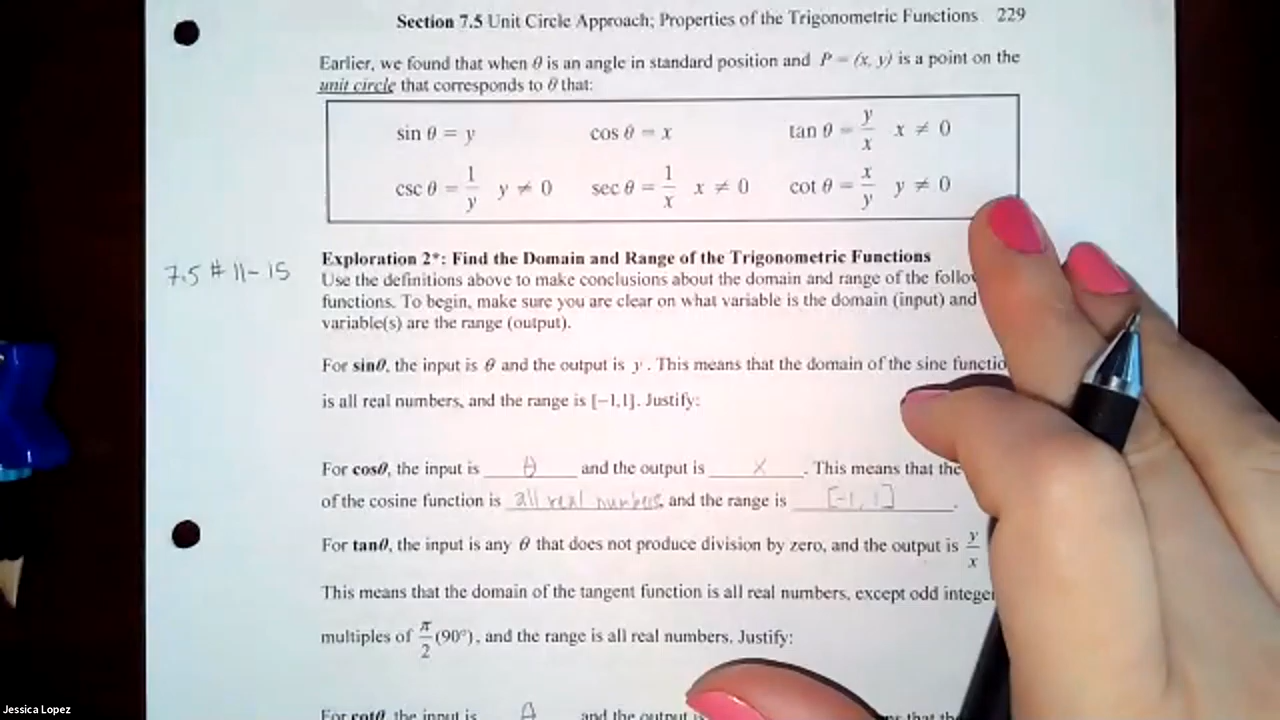 Section 7.5 Unit Circle Approach; Properties of the Trigonometric Functions 229
Earlier, we found that when θ is an angle in standard position and P = (x, y) is a point on the
unit circle that corresponds to θ that:
sin θ = y cos θ = x tan θ = y/x x ≠ 0
csc θ = 1/y y ≠ 0 sec θ = 1/x x ≠ 0 cot θ = x/y y ≠ 0
7.5 # 11-15
Exploration 2*: Find the Domain and Range of the Trigonometric Functions
Use the definitions above to make conclusions about the domain and range of the
functions. To begin, make sure you are clear on what variable is the domain (input) and
variable(s) are the range (output).
For sinθ, the input is θ and the output is y. This means that the domain of the sine
is all real numbers, and the range is [−1,1]. Justify:
For cosθ, the input is θ and the output is x. This means that the
of the cosine function is all real numbers, and the range is [-1, 1].
For tanθ, the input is any θ that does not produce division by zero, and the output is y/x
This means that the domain of the tangent function is all real numbers, except odd integer
multiples of π/2 (90°), and the range is all real numbers. Justify:
For cotθ, the input is θ and the output is
Jessica Lopez